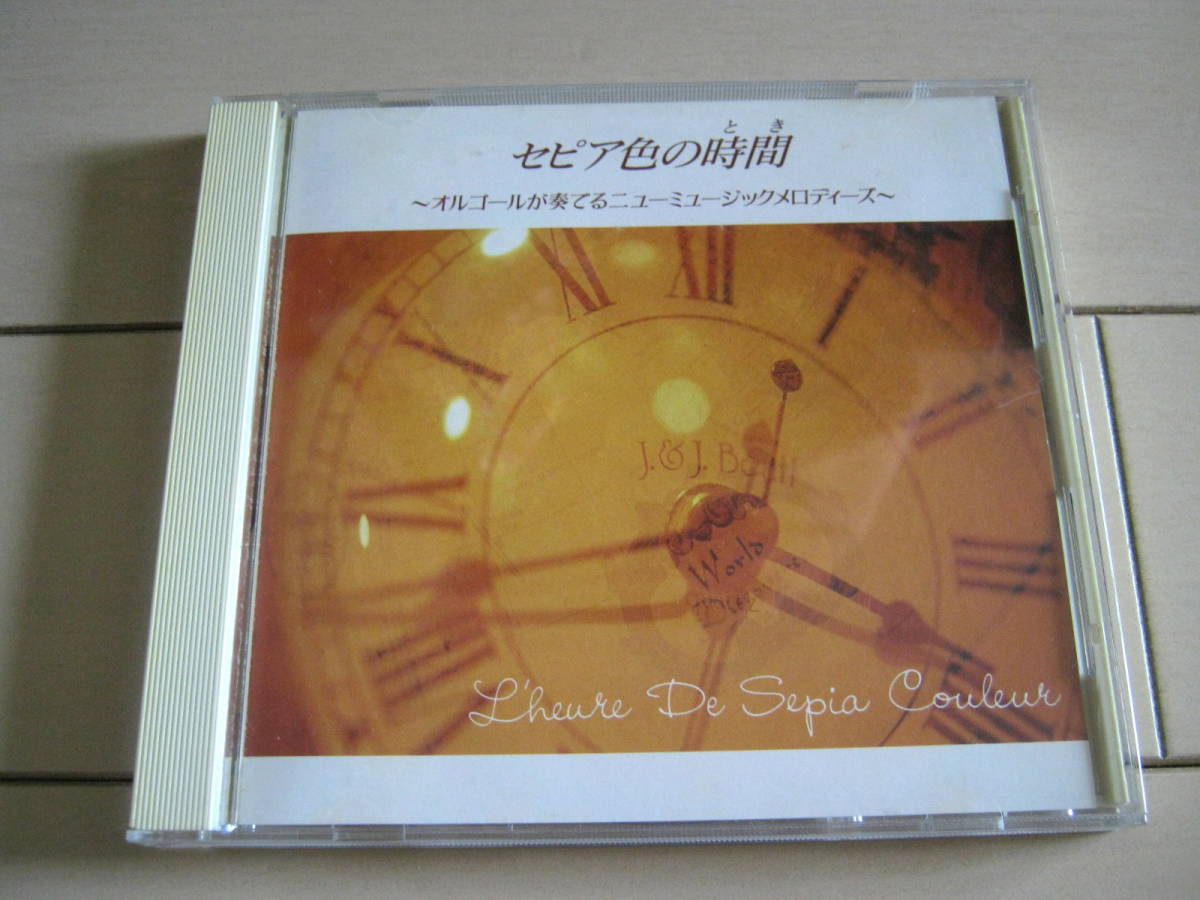 とき
セピア色の時間
～オルゴールが奏でるニューミュージックメロディーズ～
XI XII I
J. & J.
World
L'heure De Sepia Couleur